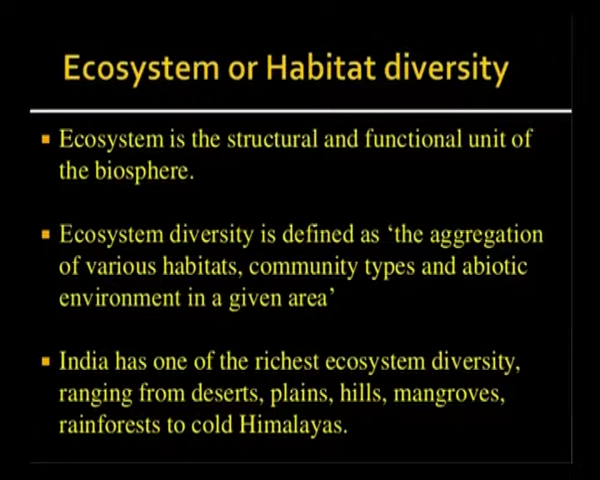 Ecosystem or Habitat diversity
Ecosystem is the structural and functional unit of
the biosphere.
Ecosystem diversity is defined as ‘the aggregation
of various habitats, community types and abiotic
environment in a given area’
India has one of the richest ecosystem diversity,
ranging from deserts, plains, hills, mangroves,
rainforests to cold Himalayas.